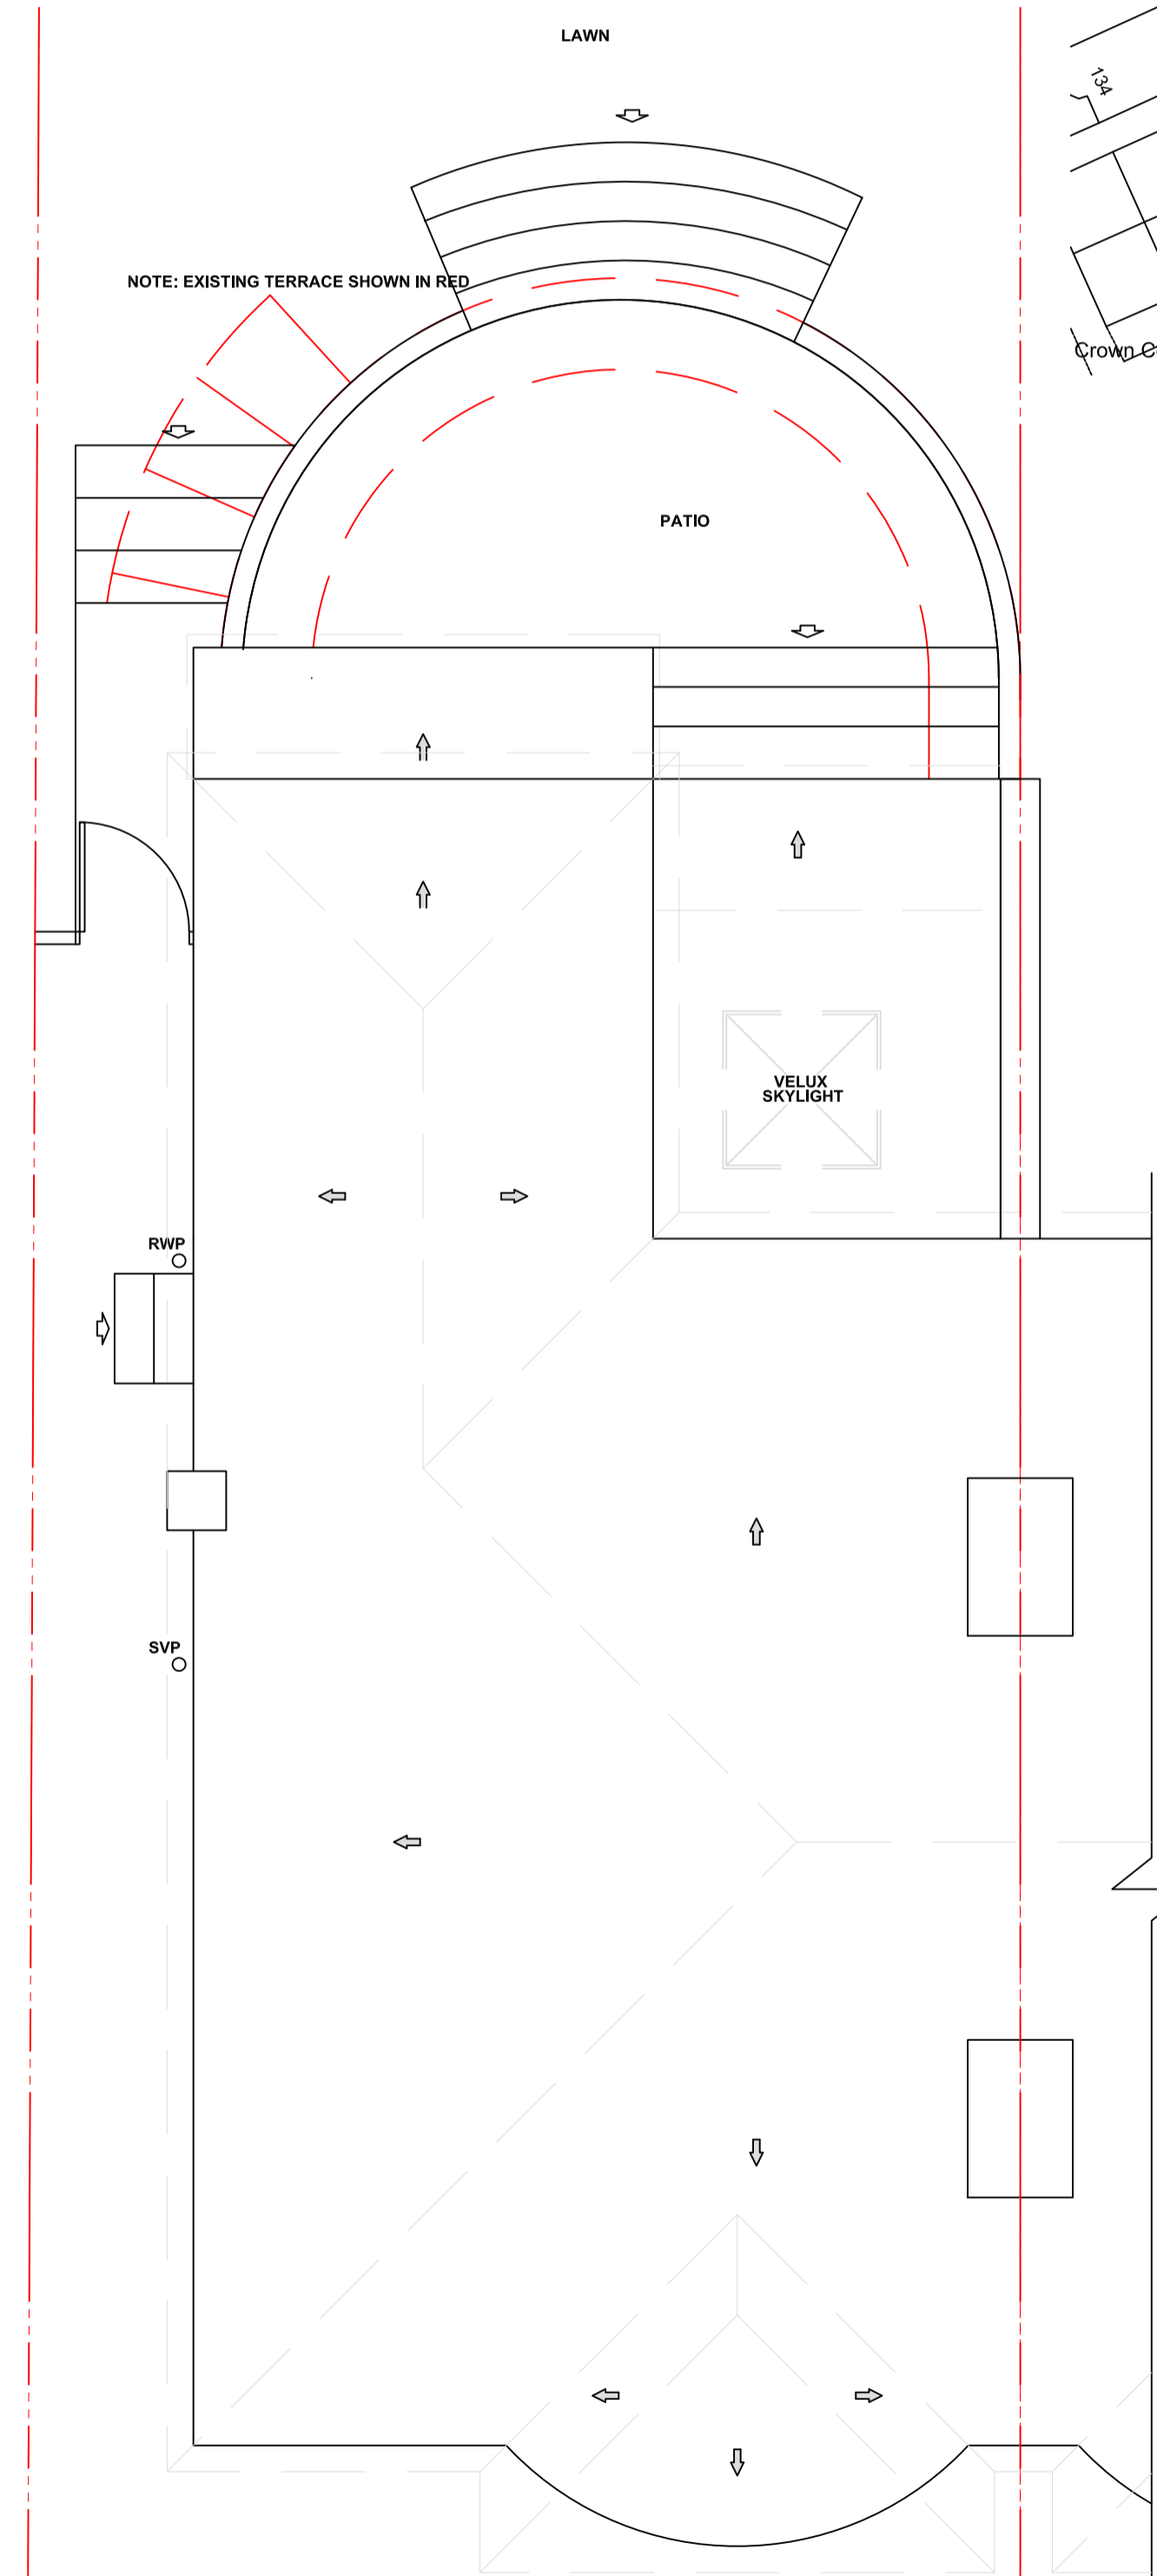 LAWN
134
NOTE: EXISTING TERRACE SHOWN IN RED
Crown
PATIO
VELUX
SKYLIGHT
RWP
SVP